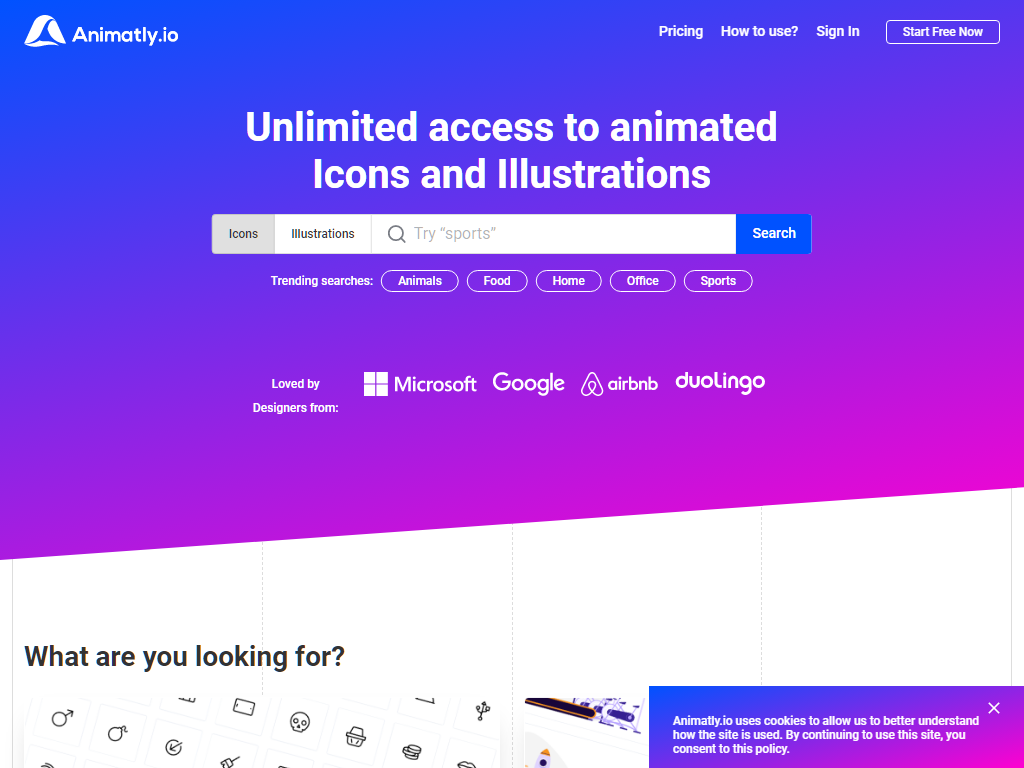 Animatly.io
Pricing
How to use?
Sign In
Start Free Now
Unlimited access to animated
Icons and Illustrations
Icons
Illustrations
Try “sports”
Search
Trending searches:
Animals
Food
Home
Office
Sports
Loved by
Designers from:
Microsoft
Google
airbnb
duolingo
What are you looking for?
Animatly.io uses cookies to allow us to better understand
how the site is used. By continuing to use this site, you
consent to this policy.